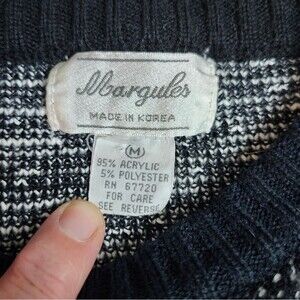 Margules
MADE IN KOREA
M
95% ACRYLIC
5% POLYESTER
RN 67720
FOR CARE
SEE REVERSE